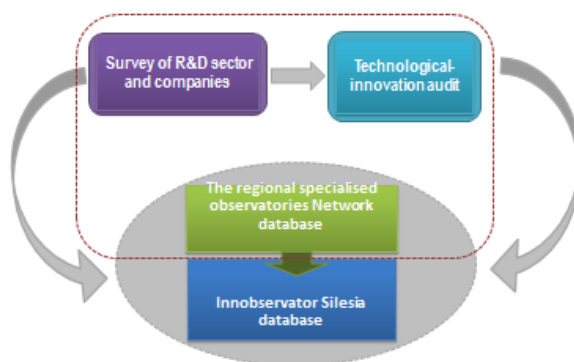 Survey of R&D sector
and companies
Technological-
innovation audit
The regional specialised
observatories Network
database
Innobservator Silesia
database